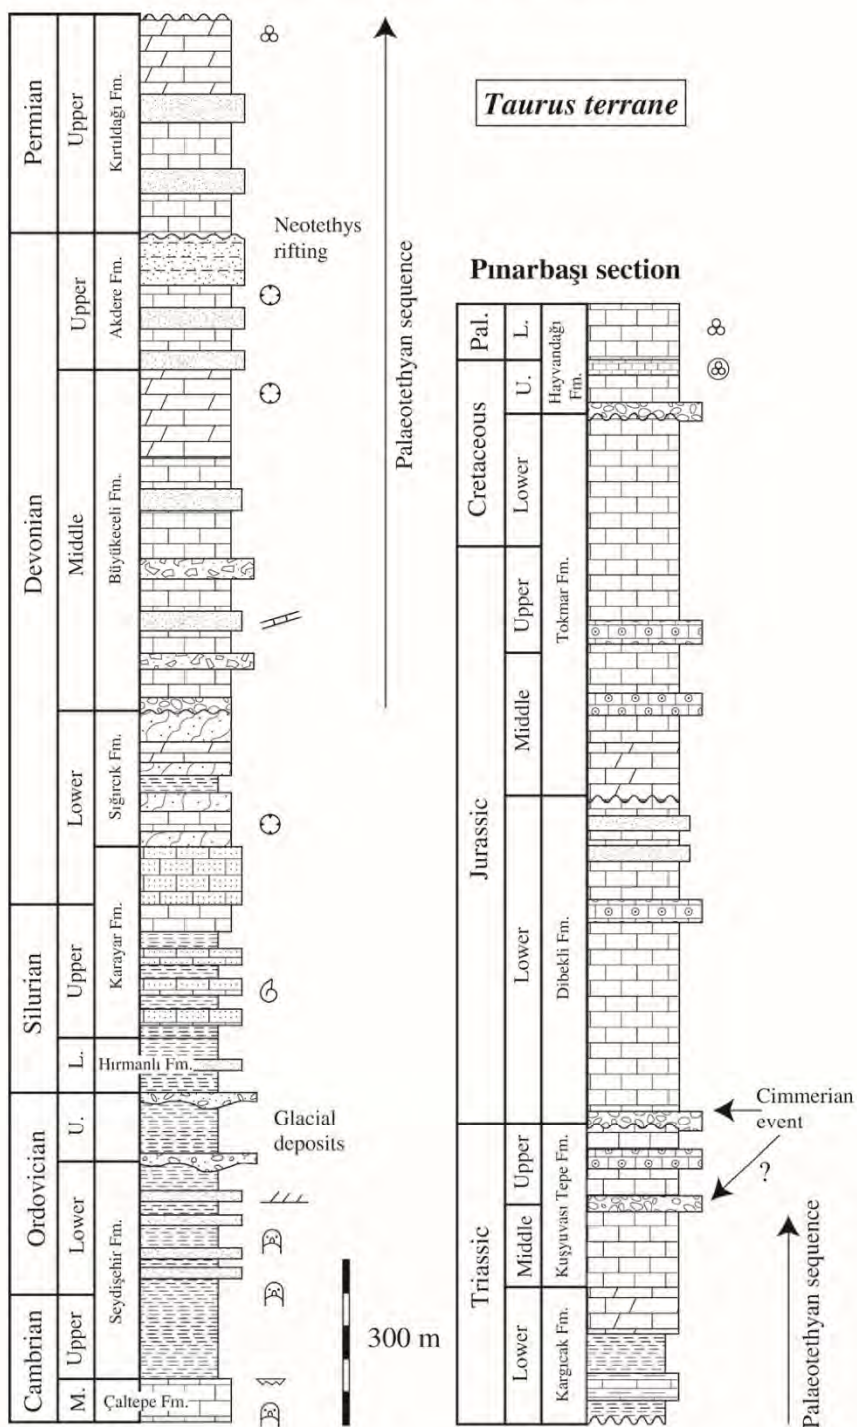 Taurus terrane
Permian
Upper
Kırtıldağı Fm.
Neotethys
rifting
Palaeotethyan sequence
Devonian
Upper
Akdere Fm.
Middle
Büyükeceli Fm.
Lower
Sığırcık Fm.
Silurian
Upper
Karayar Fm.
L.
Hırmanlı Fm.
Ordovician
U.
Glacial
deposits
Lower
Seydişehir Fm.
Cambrian
Upper
M.
Çaltepe Fm.
300 m
Pınarbaşı section
Pal.
L.
Hayvandağı
Fm.
Cretaceous
U.
Lower
Tokmar Fm.
Jurassic
Upper
Middle
Lower
Dibekli Fm.
Cimmerian
event
?
Triassic
Upper
Kuşyuvası Tepe Fm.
Middle
Lower
Kargıcak Fm.
Palaeotethyan sequence